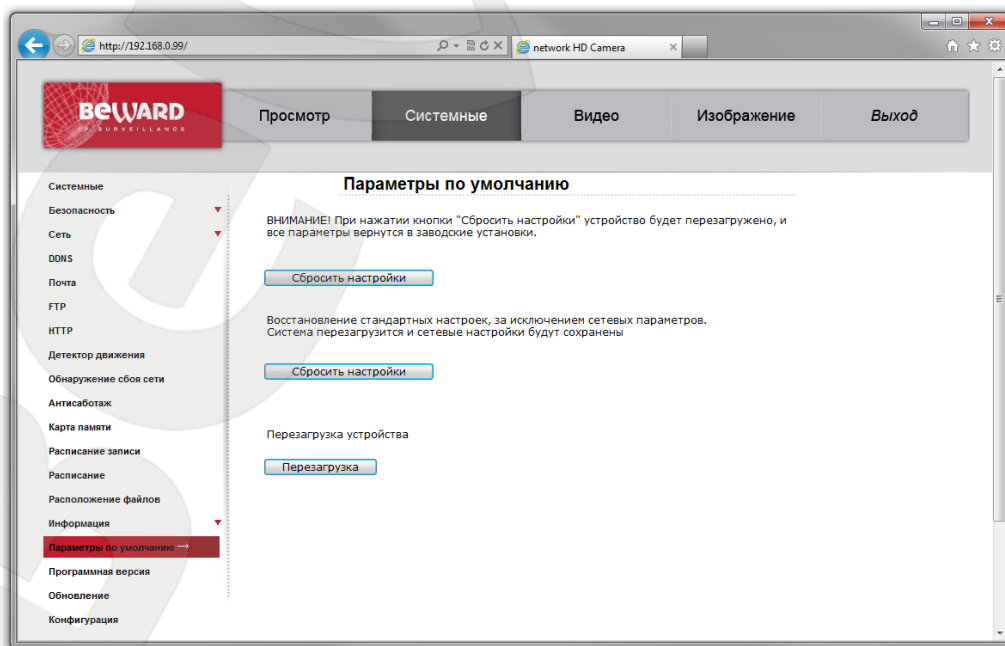 http://192.168.0.99/
network HD Camera
BEWARD
IP SURVEILLANCE
Просмотр
Системные
Видео
Изображение
Выход
Системные
Безопасность
Сеть
DDNS
Почта
FTP
HTTP
Детектор движения
Обнаружение сбоя сети
Антисаботаж
Карта памяти
Расписание записи
Расписание
Расположение файлов
Информация
Параметры по умолчанию →
Программная версия
Обновление
Конфигурация
Параметры по умолчанию
ВНИМАНИЕ! При нажатии кнопки "Сбросить настройки" устройство будет перезагружено, и
все параметры вернутся в заводские установки.
Сбросить настройки
Восстановление стандартных настроек, за исключением сетевых параметров.
Система перезагрузится и сетевые настройки будут сохранены
Сбросить настройки
Перезагрузка устройства
Перезагрузка